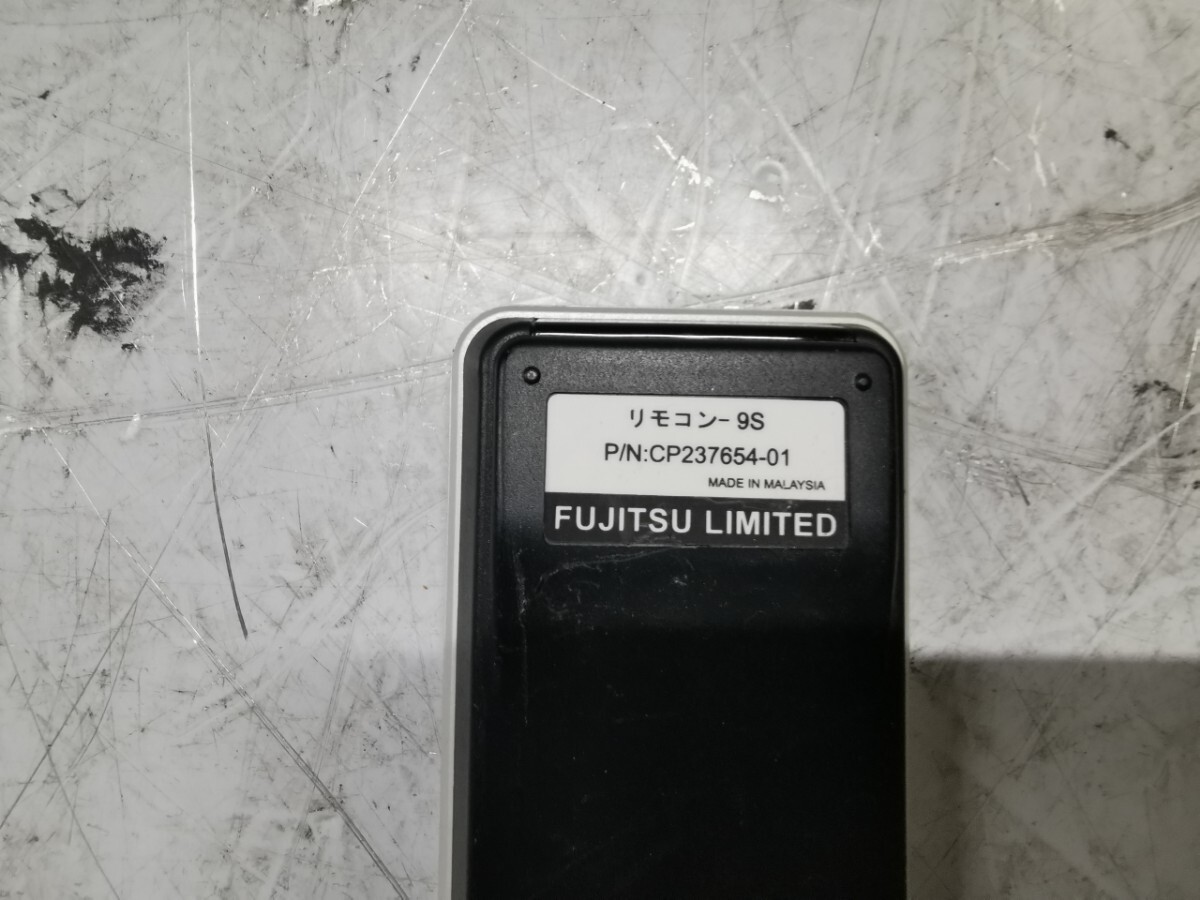 リモコン- 9S
P/N:CP237654-01
MADE IN MALAYSIA
FUJITSU LIMITED